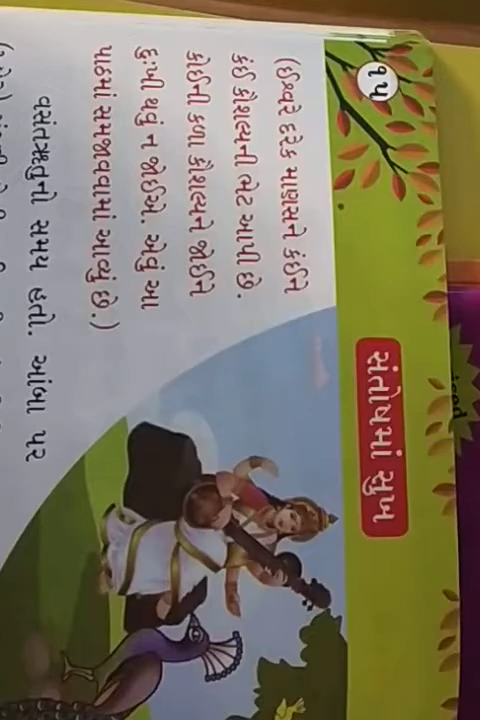 ૧૫
સંતોષમાં સુખ
(ઈશ્વરે દરેક માણસને કંઈને
કંઈ કૌશલ્યની ભેટ આપી છે.
કોઈની કળા કૌશલ્યને જોઈને
દુઃખી થવું ન જોઈએ. એવું આ
પાઠમાં સમજાવવામાં આવ્યું છે.)
વસંતઋતુનો સમય હતો. આંબા પર